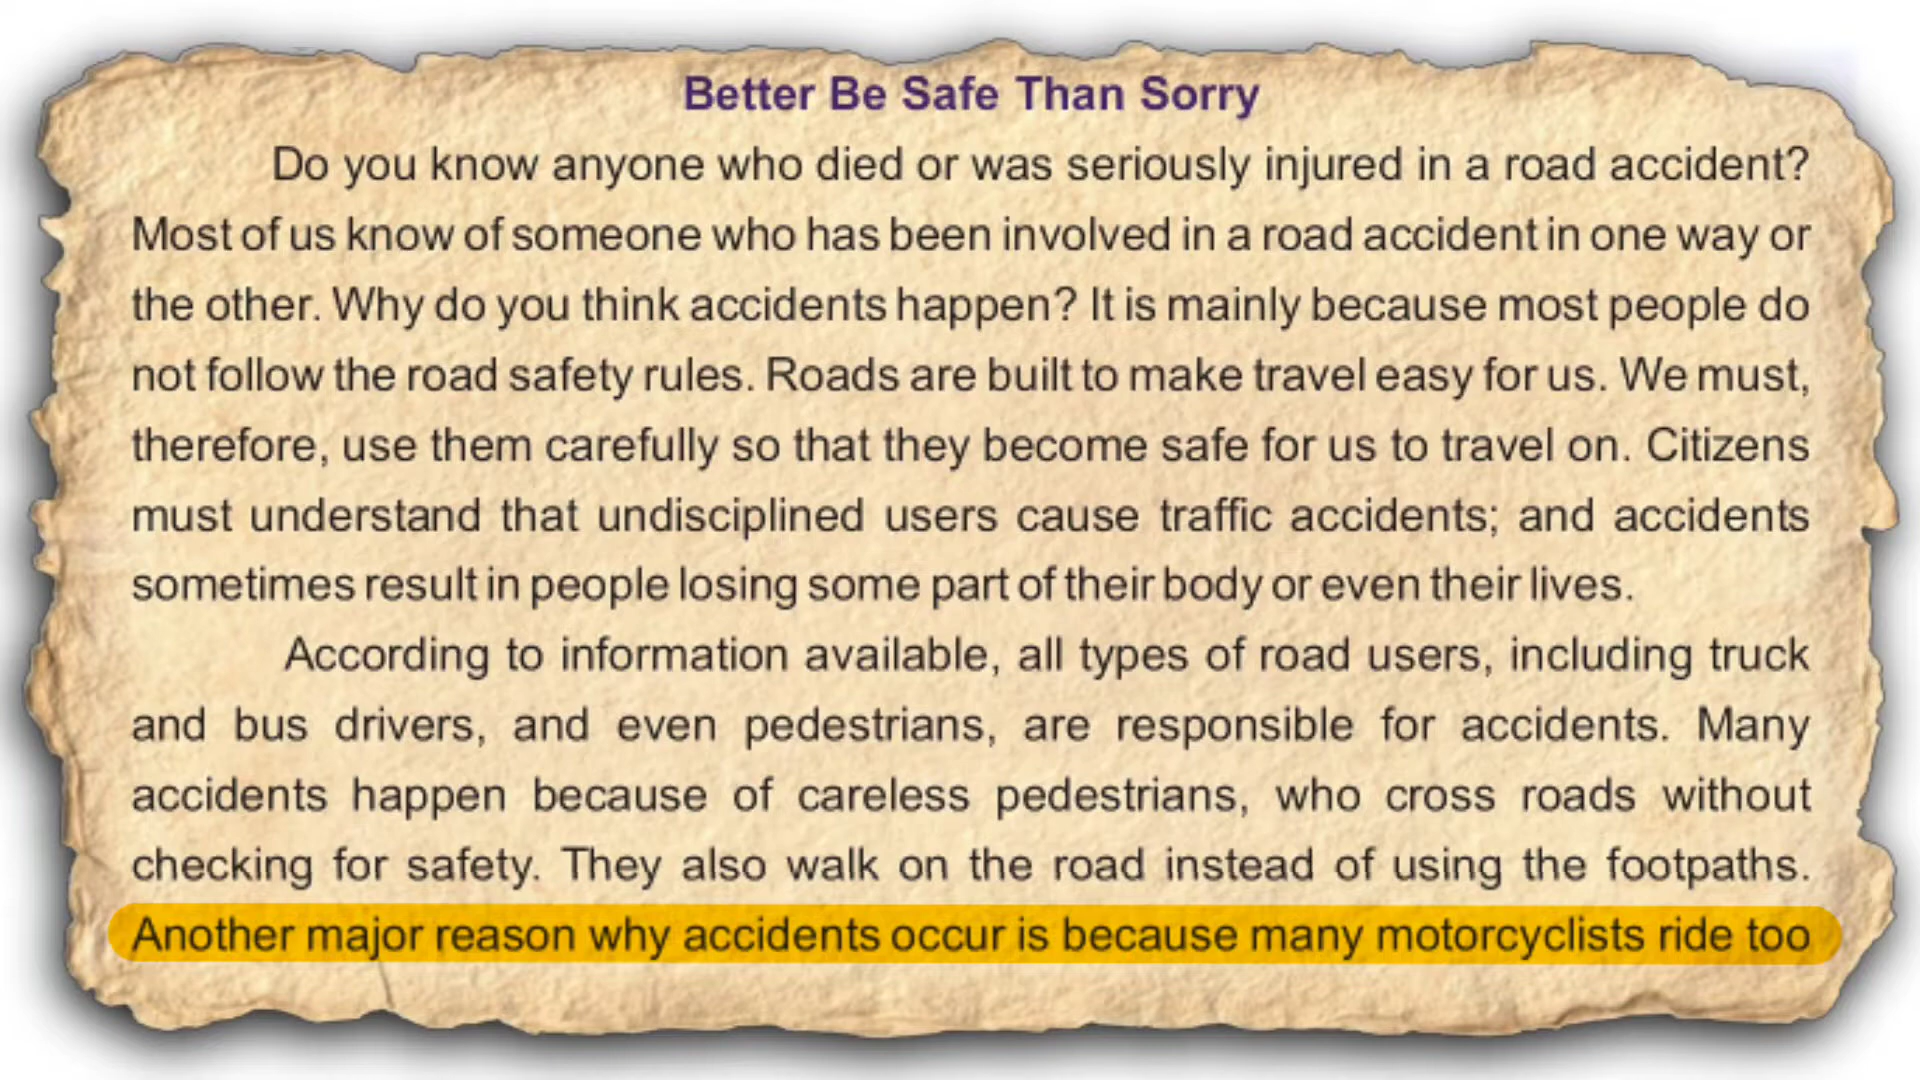 Better Be Safe Than Sorry
Do you know anyone who died or was seriously injured in a road accident?
Most of us know of someone who has been involved in a road accident in one way or
the other. Why do you think accidents happen? It is mainly because most people do
not follow the road safety rules. Roads are built to make travel easy for us. We must,
therefore, use them carefully so that they become safe for us to travel on. Citizens
must understand that undisciplined users cause traffic accidents; and accidents
sometimes result in people losing some part of their body or even their lives.
According to information available, all types of road users, including truck
and bus drivers, and even pedestrians, are responsible for accidents. Many
accidents happen because of careless pedestrians, who cross roads without
checking for safety. They also walk on the road instead of using the footpaths.
Another major reason why accidents occur is because many motorcyclists ride too